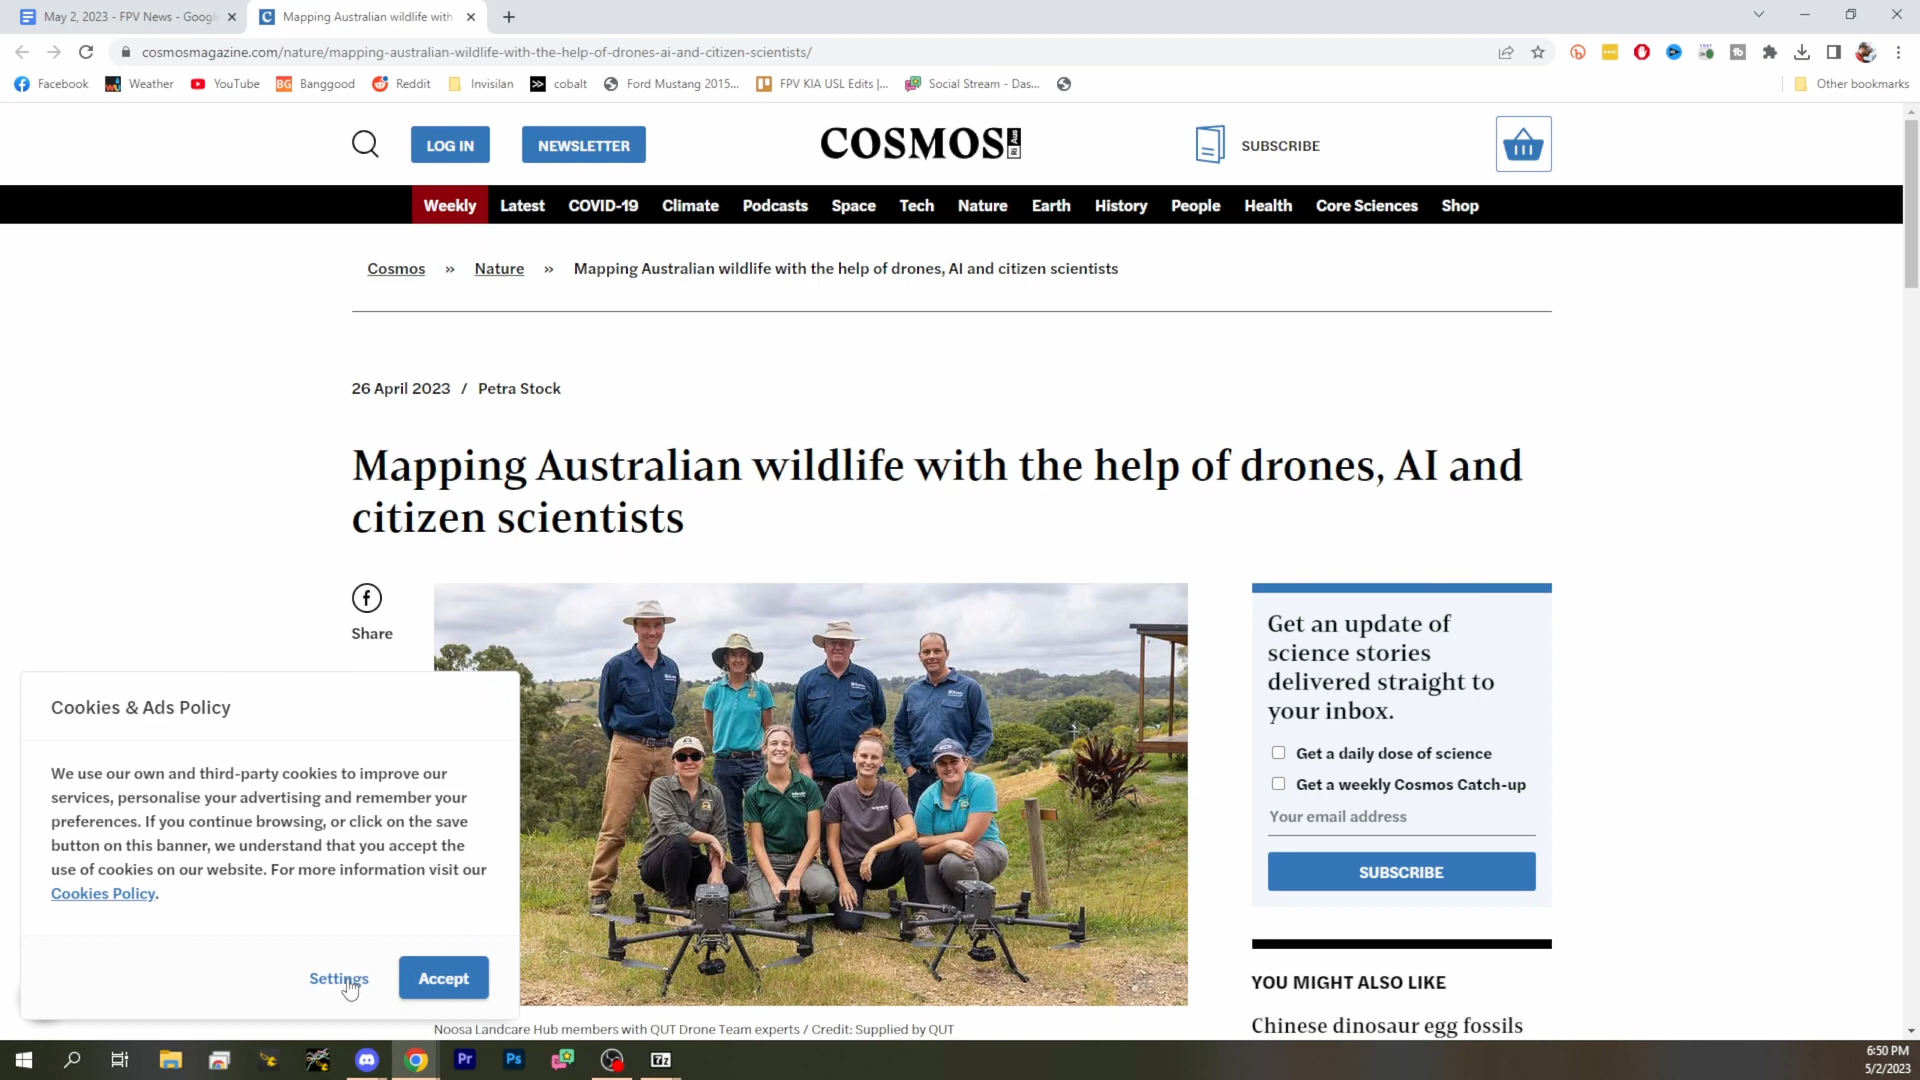 May 2, 2023 - FPV News - Googl
Mapping Australian wildlife with
cosmosmagazine.com/nature/mapping-australian-wildlife-with-the-help-of-drones-ai-and-citizen-scientists/
Facebook
Weather
YouTube
BG Banggood
Reddit
Invisilan
cobalt
Ford Mustang 2015...
FPV KIA USL Edits |...
Social Stream - Das...
Other bookmarks
LOG IN
NEWSLETTER
COSMOS
SUBSCRIBE
Weekly Latest COVID-19 Climate Podcasts Space Tech Nature Earth History People Health Core Sciences Shop
Cosmos » Nature » Mapping Australian wildlife with the help of drones, AI and citizen scientists
26 April 2023 / Petra Stock
Mapping Australian wildlife with the help of drones, AI and
citizen scientists
Share
Get an update of
science stories
delivered straight to
your inbox.
Get a daily dose of science
Get a weekly Cosmos Catch-up
Your email address
SUBSCRIBE
YOU MIGHT ALSO LIKE
Chinese dinosaur egg fossils
Cookies & Ads Policy
We use our own and third-party cookies to improve our
services, personalise your advertising and remember your
preferences. If you continue browsing, or click on the save
button on this banner, we understand that you accept the
use of cookies on our website. For more information visit our
Cookies Policy.
Settings
Accept
Noosa Landcare Hub members with QUT Drone Team experts / Credit: Supplied by QUT
Pr
Ps
6:50 PM
5/2/2023